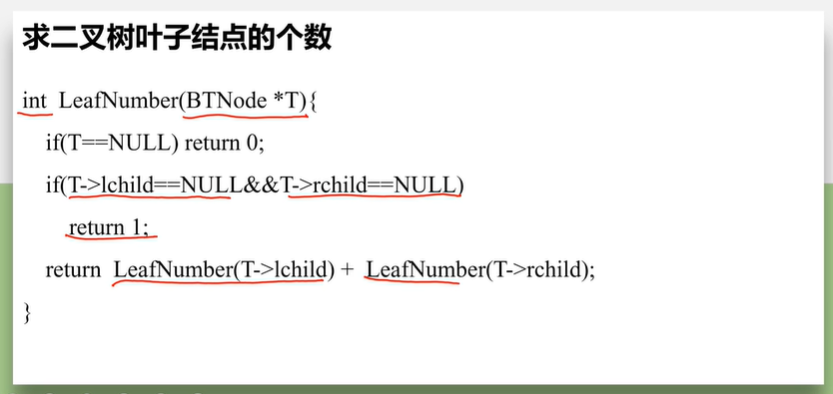 求二叉树叶子结点的个数
int LeafNumber(BTNode *T){
if(T==NULL) return 0;
if(T->lchild==NULL&&T->rchild==NULL)
return 1;
return LeafNumber(T->lchild) + LeafNumber(T->rchild);
}